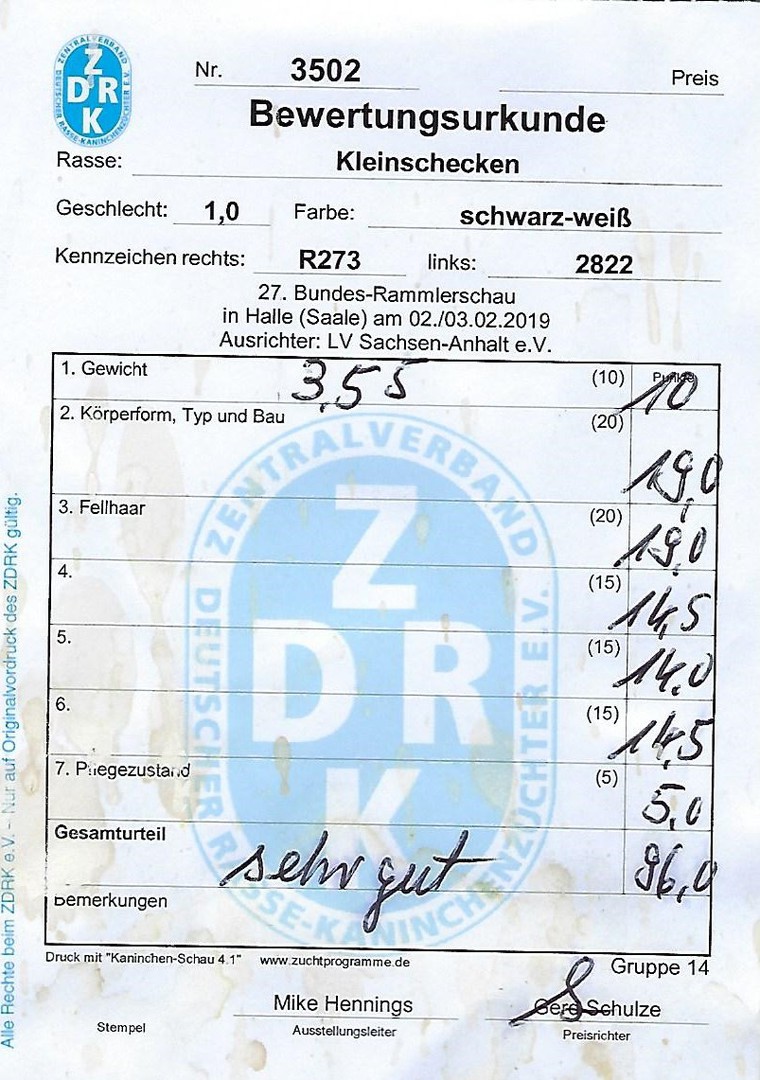 ZENTRALVERBAND
DEUTSCHER RASSE-KANINCHENZÜCHTER E.V.
Z
D R
K
Nr. 3502 Preis
Bewertungsurkunde
Rasse: Kleinschecken
Geschlecht: 1,0 Farbe: schwarz-weiß
Kennzeichen rechts: R273 links: 2822
27. Bundes-Rammlerschau
in Halle (Saale) am 02./03.02.2019
Ausrichter: LV Sachsen-Anhalt e.V.
1. Gewicht 3,55 (10) Punkte 10
2. Körperform, Typ und Bau (20) 19,0
3. Fellhaar (20) 19,0
4. (15) 14,5
5. (15) 14,0
6. (15) 14,5
7. Pflegezustand (5) 5,0
Gesamturteil sehr gut 96,0
Bemerkungen
ZENTRALVERBAND
DEUTSCHER RASSE-KANINCHENZÜCHTER E.V.
Z
D R
K
Druck mit "Kaninchen-Schau 4.1" www.zuchtprogramme.de Gruppe 14
Mike Hennings Gerd Schulze
Stempel Ausstellungsleiter Preisrichter
Alle Rechte beim ZDRK e.V. – Nur auf Originalvordruck des ZDRK gültig.